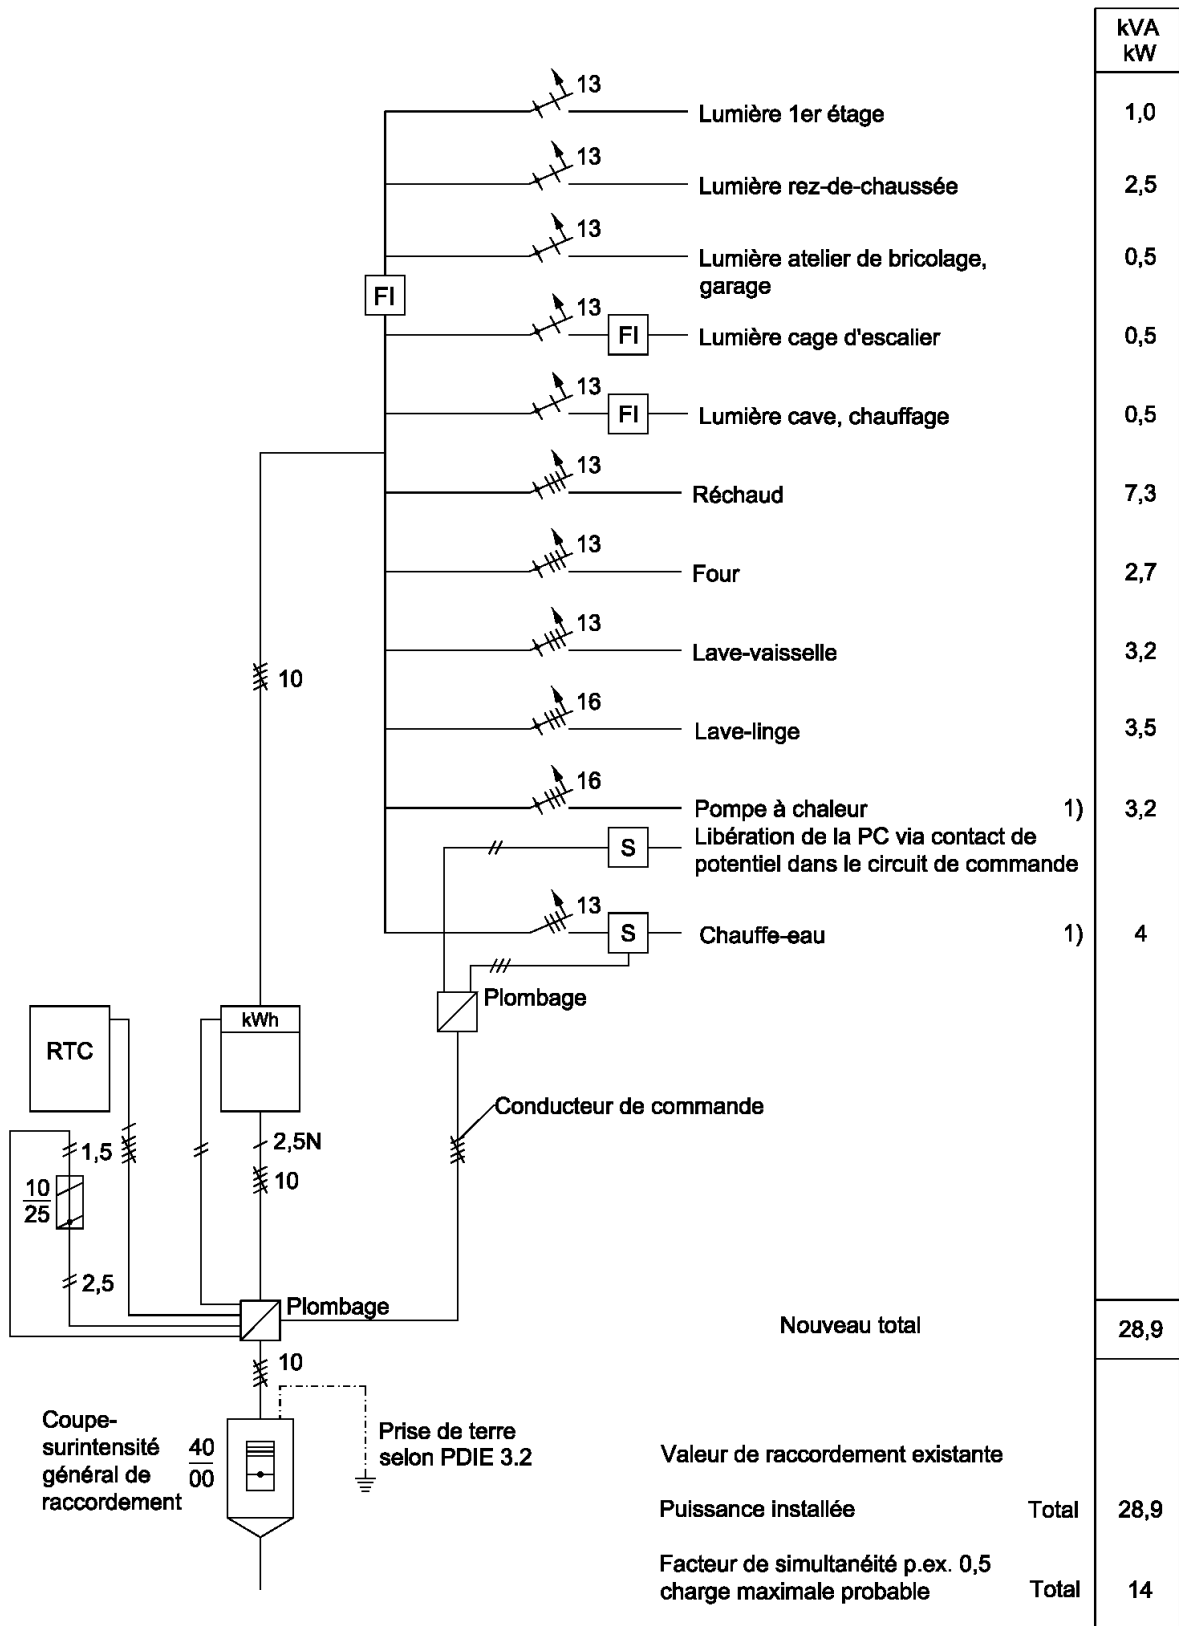 kVA
kW
13
Lumière 1er étage
1,0
13
Lumière rez-de-chaussée
2,5
13
Lumière atelier de bricolage,
garage
0,5
FI
13
FI
Lumière cage d'escalier
0,5
13
FI
Lumière cave, chauffage
0,5
13
Réchaud
7,3
13
Four
2,7
13
Lave-vaisselle
3,2
10
16
Lave-linge
3,5
16
Pompe à chaleur 1)
3,2
S
Libération de la PC via contact de
potentiel dans le circuit de commande
13
S
Chauffe-eau 1)
4
Plombage
kWh
RTC
Conducteur de commande
1,5
2,5N
10
10
25
2,5
Plombage
Nouveau total
28,9
10
Coupe-
surintensité
général de
raccordement
40
00
Prise de terre
selon PDIE 3.2
Valeur de raccordement existante
Puissance installée Total 28,9
Facteur de simultanéité p.ex. 0,5
charge maximale probable Total 14